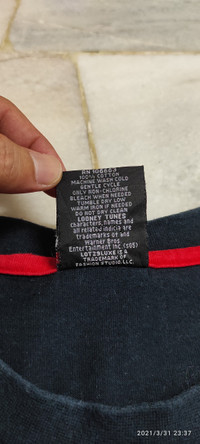 RN 106603
100% COTTON
MACHINE WASH COLD
GENTLE CYCLE
ONLY NON-CHLORINE
BLEACH WHEN NEEDED
TUMBLE DRY LOW
WARM IRON IF NEEDED
DO NOT DRY CLEAN
LOONEY TUNES
characters, names and
all related indicia are
trademarks of and
Warner Bros.
Entertainment Inc.(s05)
LOT29LUXE IS A
TRADEMARK OF
FASHION STUDIO, LLC.
2021/3/31 23:37